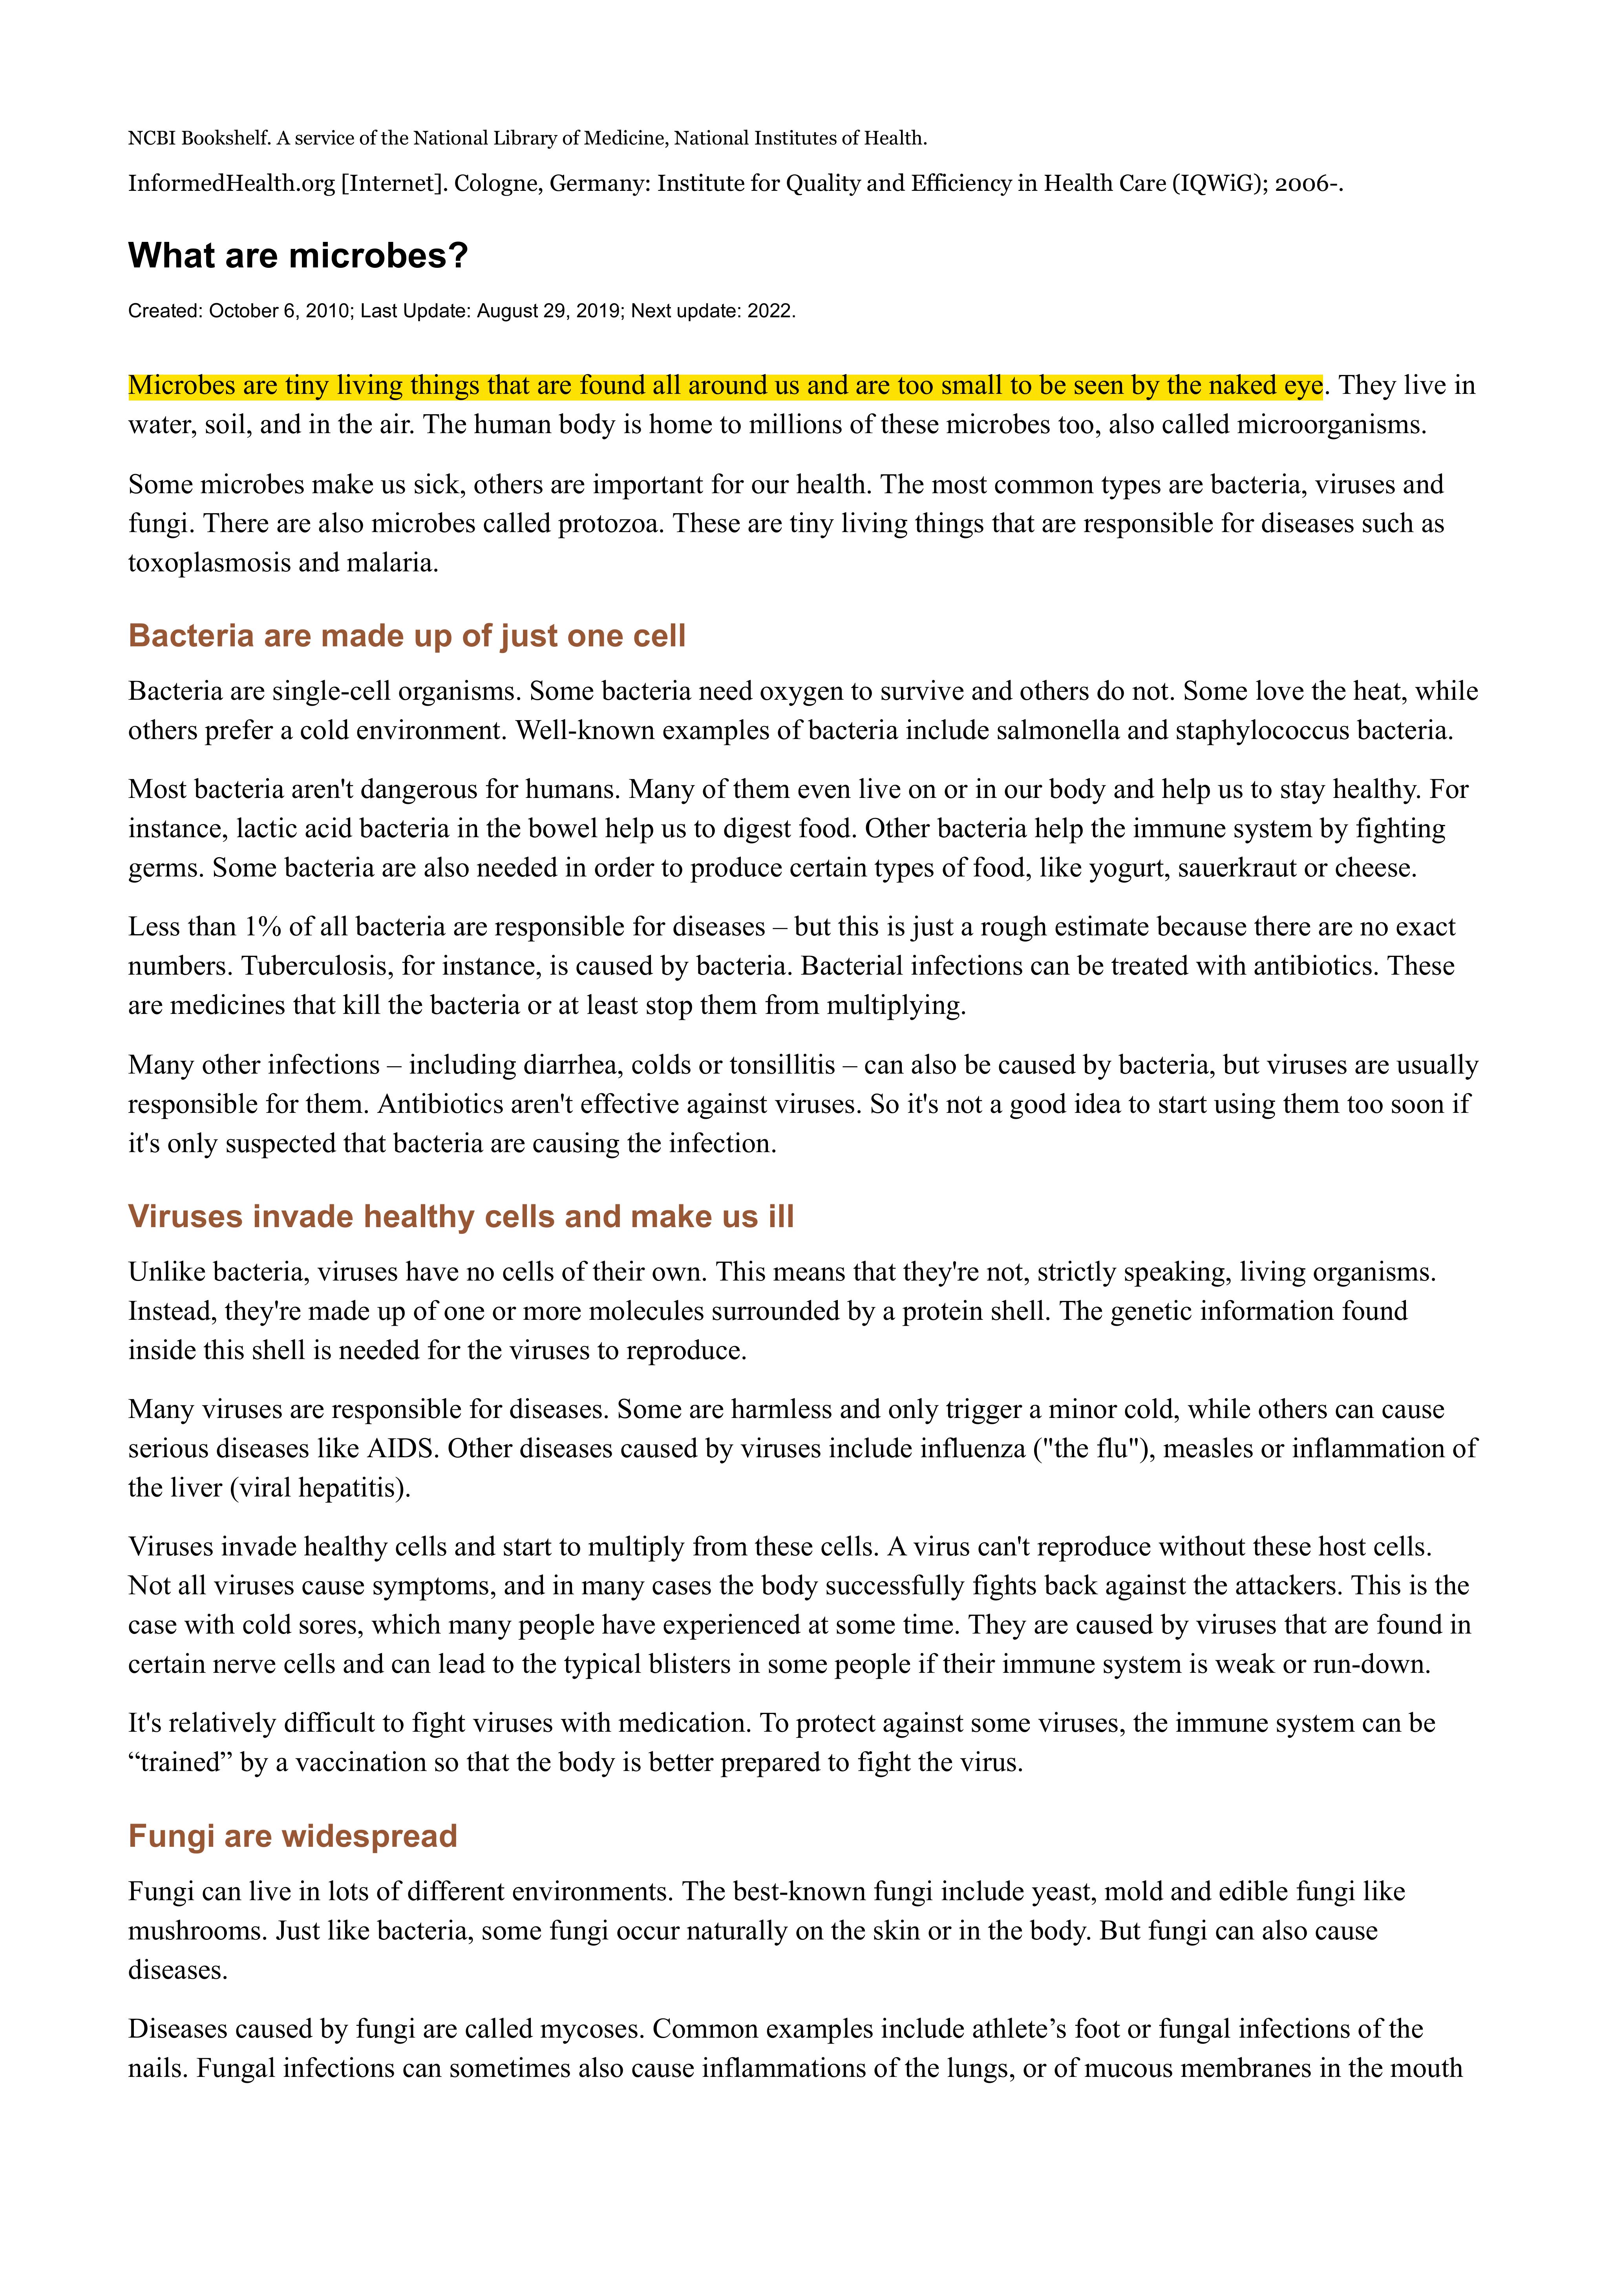 NCBI Bookshelf. A service of the National Library of Medicine, National Institutes of Health.
InformedHealth.org [Internet]. Cologne, Germany: Institute for Quality and Efficiency in Health Care (IQWiG); 2006-.
What are microbes?
Created: October 6, 2010; Last Update: August 29, 2019; Next update: 2022.
Microbes are tiny living things that are found all around us and are too small to be seen by the naked eye. They live in
water, soil, and in the air. The human body is home to millions of these microbes too, also called microorganisms.
Some microbes make us sick, others are important for our health. The most common types are bacteria, viruses and
fungi. There are also microbes called protozoa. These are tiny living things that are responsible for diseases such as
toxoplasmosis and malaria.
Bacteria are made up of just one cell
Bacteria are single-cell organisms. Some bacteria need oxygen to survive and others do not. Some love the heat, while
others prefer a cold environment. Well-known examples of bacteria include salmonella and staphylococcus bacteria.
Most bacteria aren't dangerous for humans. Many of them even live on or in our body and help us to stay healthy. For
instance, lactic acid bacteria in the bowel help us to digest food. Other bacteria help the immune system by fighting
germs. Some bacteria are also needed in order to produce certain types of food, like yogurt, sauerkraut or cheese.
Less than 1% of all bacteria are responsible for diseases – but this is just a rough estimate because there are no exact
numbers. Tuberculosis, for instance, is caused by bacteria. Bacterial infections can be treated with antibiotics. These
are medicines that kill the bacteria or at least stop them from multiplying.
Many other infections – including diarrhea, colds or tonsillitis – can also be caused by bacteria, but viruses are usually
responsible for them. Antibiotics aren't effective against viruses. So it's not a good idea to start using them too soon if
it's only suspected that bacteria are causing the infection.
Viruses invade healthy cells and make us ill
Unlike bacteria, viruses have no cells of their own. This means that they're not, strictly speaking, living organisms.
Instead, they're made up of one or more molecules surrounded by a protein shell. The genetic information found
inside this shell is needed for the viruses to reproduce.
Many viruses are responsible for diseases. Some are harmless and only trigger a minor cold, while others can cause
serious diseases like AIDS. Other diseases caused by viruses include influenza ("the flu"), measles or inflammation of
the liver (viral hepatitis).
Viruses invade healthy cells and start to multiply from these cells. A virus can't reproduce without these host cells.
Not all viruses cause symptoms, and in many cases the body successfully fights back against the attackers. This is the
case with cold sores, which many people have experienced at some time. They are caused by viruses that are found in
certain nerve cells and can lead to the typical blisters in some people if their immune system is weak or run-down.
It's relatively difficult to fight viruses with medication. To protect against some viruses, the immune system can be
“trained” by a vaccination so that the body is better prepared to fight the virus.
Fungi are widespread
Fungi can live in lots of different environments. The best-known fungi include yeast, mold and edible fungi like
mushrooms. Just like bacteria, some fungi occur naturally on the skin or in the body. But fungi can also cause
diseases.
Diseases caused by fungi are called mycoses. Common examples include athlete’s foot or fungal infections of the
nails. Fungal infections can sometimes also cause inflammations of the lungs, or of mucous membranes in the mouth